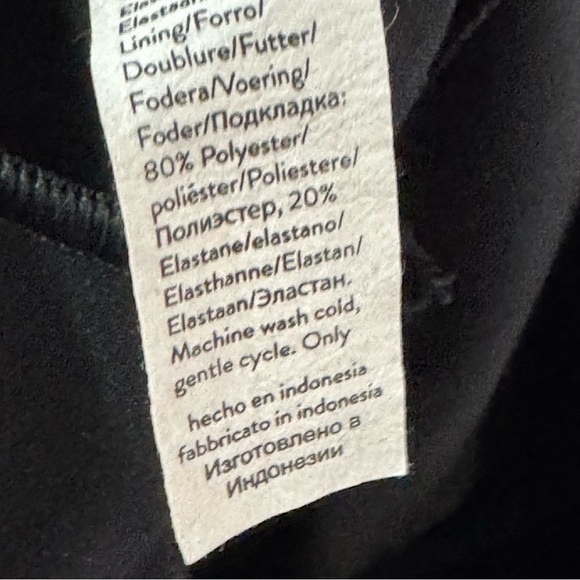 Elastaan
Lining/Forro/
Doublure/Futter/
Fodera/Voering/
Foder/Подкладка:
80% Polyester/
poliéster/Poliestere/
Полиэстер, 20%
Elastane/elastano/
Elasthanne/Elastan/
Elastaan/Эластан.
Machine wash cold,
gentle cycle. Only
hecho en indonesia
fabbricato in indonesia
Изготовлено в
Индонезии